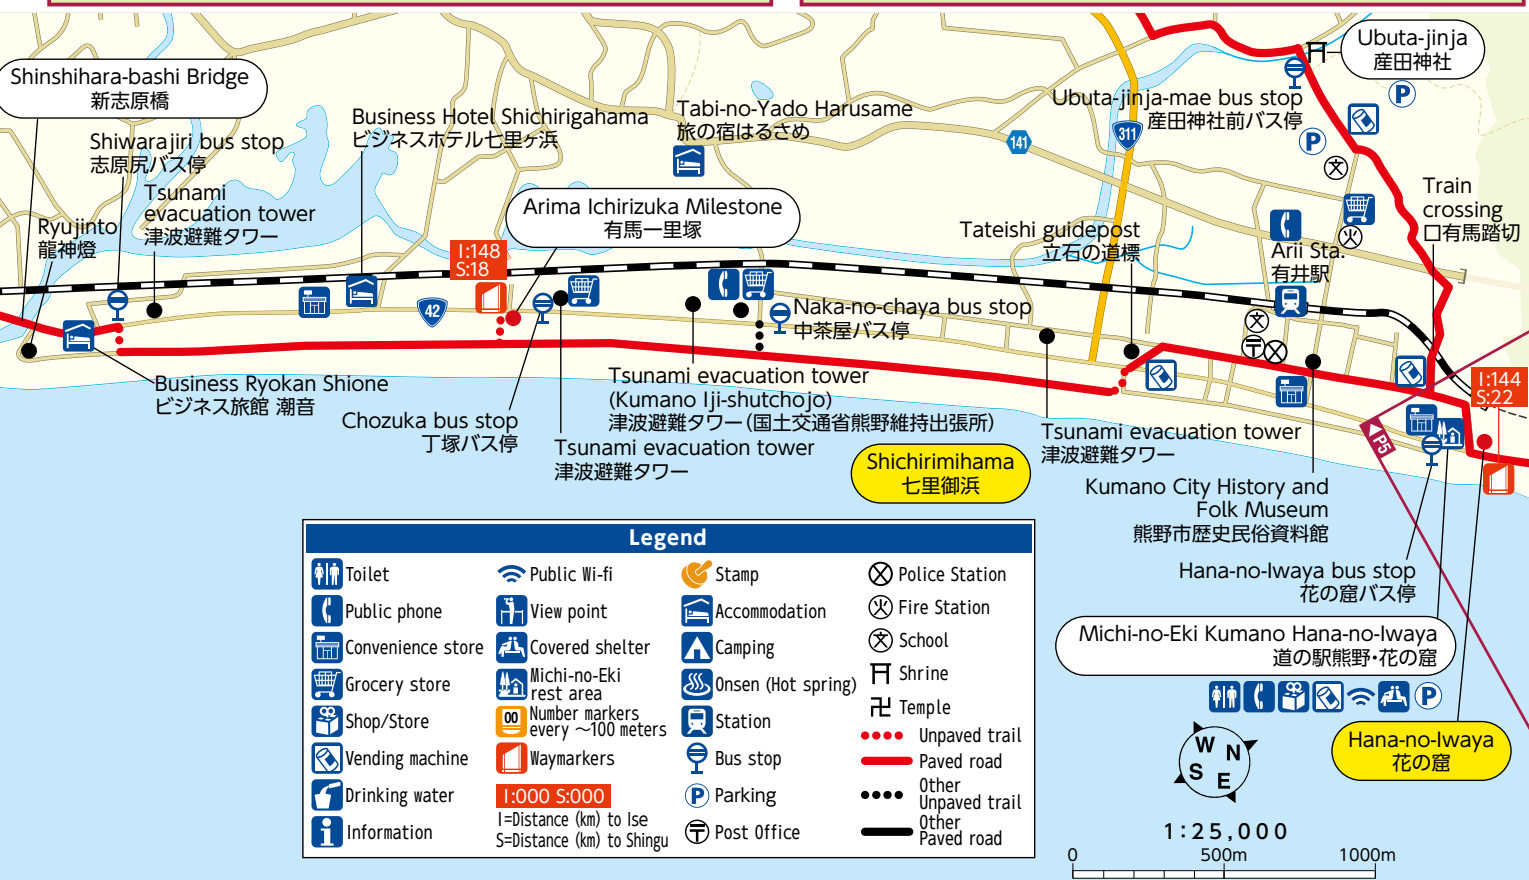 Shinshihara-bashi Bridge
新志原橋
Shiwarajiri bus stop
志原尻バス停
Tsunami
evacuation tower
津波避難タワー
Ryujinto
龍神燈
Business Hotel Shichirigahama
ビジネスホテル七里ヶ浜
Tabi-no-Yado Harusame
旅の宿はるさめ
Arima Ichirizuka Milestone
有馬一里塚
I:148
S:18
42
141
311
Ubuta-jinja
産田神社
Ubuta-jinja-mae bus stop
産田神社前バス停
P
P
文
火
Train
crossing
口有馬踏切
Tateishi guidepost
立石の道標
Arii Sta.
有井駅
文
Naka-no-chaya bus stop
中茶屋バス停
Business Ryokan Shione
ビジネス旅館 潮音
Chozuka bus stop
丁塚バス停
Tsunami evacuation tower
(Kumano Iji-shutchojo)
津波避難タワー（国土交通省熊野維持出張所）
Tsunami evacuation tower
津波避難タワー
Shichirimihama
七里御浜
Tsunami evacuation tower
津波避難タワー
I:144
S:22
P5
Kumano City History and
Folk Museum
熊野市歴史民俗資料館
Hana-no-Iwaya bus stop
花の窟バス停
Michi-no-Eki Kumano Hana-no-Iwaya
道の駅熊野・花の窟
P
Hana-no-Iwaya
花の窟
Legend
Toilet
Public phone
Convenience store
Grocery store
Shop/Store
Vending machine
Drinking water
i Information
Public Wi-fi
View point
Covered shelter
Michi-no-Eki
rest area
00 Number markers
every ～100 meters
Waymarkers
I:000 S:000
I=Distance (km) to Ise
S=Distance (km) to Shingu
Stamp
Accommodation
Camping
Onsen (Hot spring)
Station
Bus stop
P Parking
〒 Post Office
Police Station
火 Fire Station
文 School
Shrine
卍 Temple
Unpaved trail
Paved road
Other
Unpaved trail
Other
Paved road
W N
S E
1:25,000
0 500m 1000m